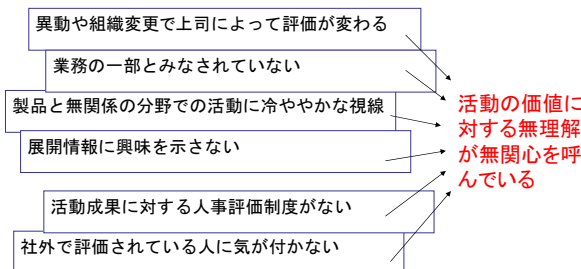 異動や組織変更で上司によって評価が変わる
業務の一部とみなされていない
製品と無関係の分野での活動に冷ややかな視線
展開情報に興味を示さない
活動成果に対する人事評価制度がない
社外で評価されている人に気が付かない
活動の価値に
対する無理解
が無関心を呼
んでいる